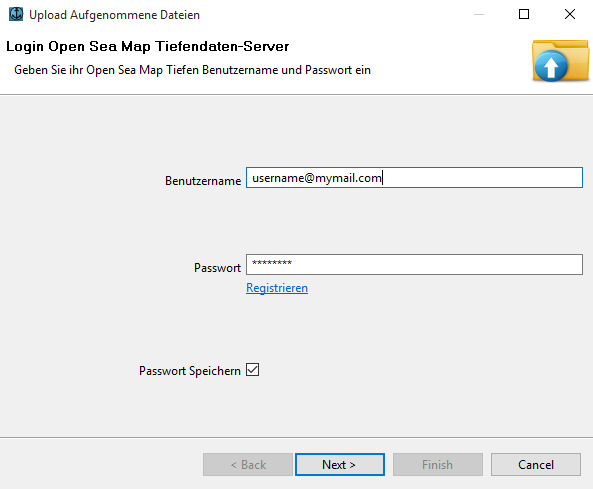 Upload Aufgenommene Dateien
Login Open Sea Map Tiefendaten-Server
Geben Sie ihr Open Sea Map Tiefen Benutzername und Passwort ein
Benutzername username@mymail.com
Passwort ********
Registrieren
Passwort Speichern
< Back Next > Finish Cancel